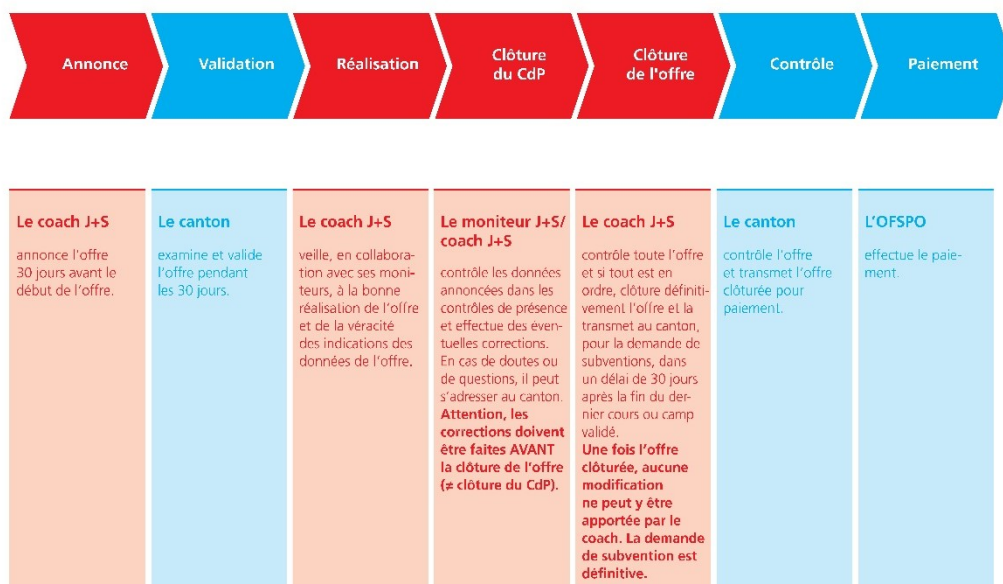 Annonce
Validation
Réalisation
Clôture
du CdP
Clôture
de l'offre
Contrôle
Paiement
Le coach J+S
annonce l'offre
30 jours avant le
début de l'offre.
Le canton
examine et valide
l'offre pendant
les 30 jours.
Le coach J+S
veille, en collabora-
tion avec ses moni-
teurs, à la bonne
réalisation de l'offre
et de la véracité
des indications des
données de l'offre.
Le moniteur J+S/
coach J+S
contrôle les données
annoncées dans les
contrôles de présence
et effectue des éven-
tuelles corrections.
En cas de doutes ou
de questions, il peut
s'adresser au canton.
Attention, les
corrections doivent
être faites AVANT
la clôture de l'offre
(≠ clôture du CdP).
Le coach J+S
contrôle toute l'offre
et si tout est en
ordre, clôture définiti-
vement l'offre et la
transmet au canton,
pour la demande de
subventions, dans
un délai de 30 jours
après la fin du der-
nier cours ou camp
validé.
Une fois l'offre
clôturée, aucune
modification
ne peut y être
apportée par le
coach. La demande
de subvention est
définitive.
Le canton
contrôle l'offre
et transmet l'offre
clôturée pour
paiement.
L'OFSPO
effectue le paie-
ment.